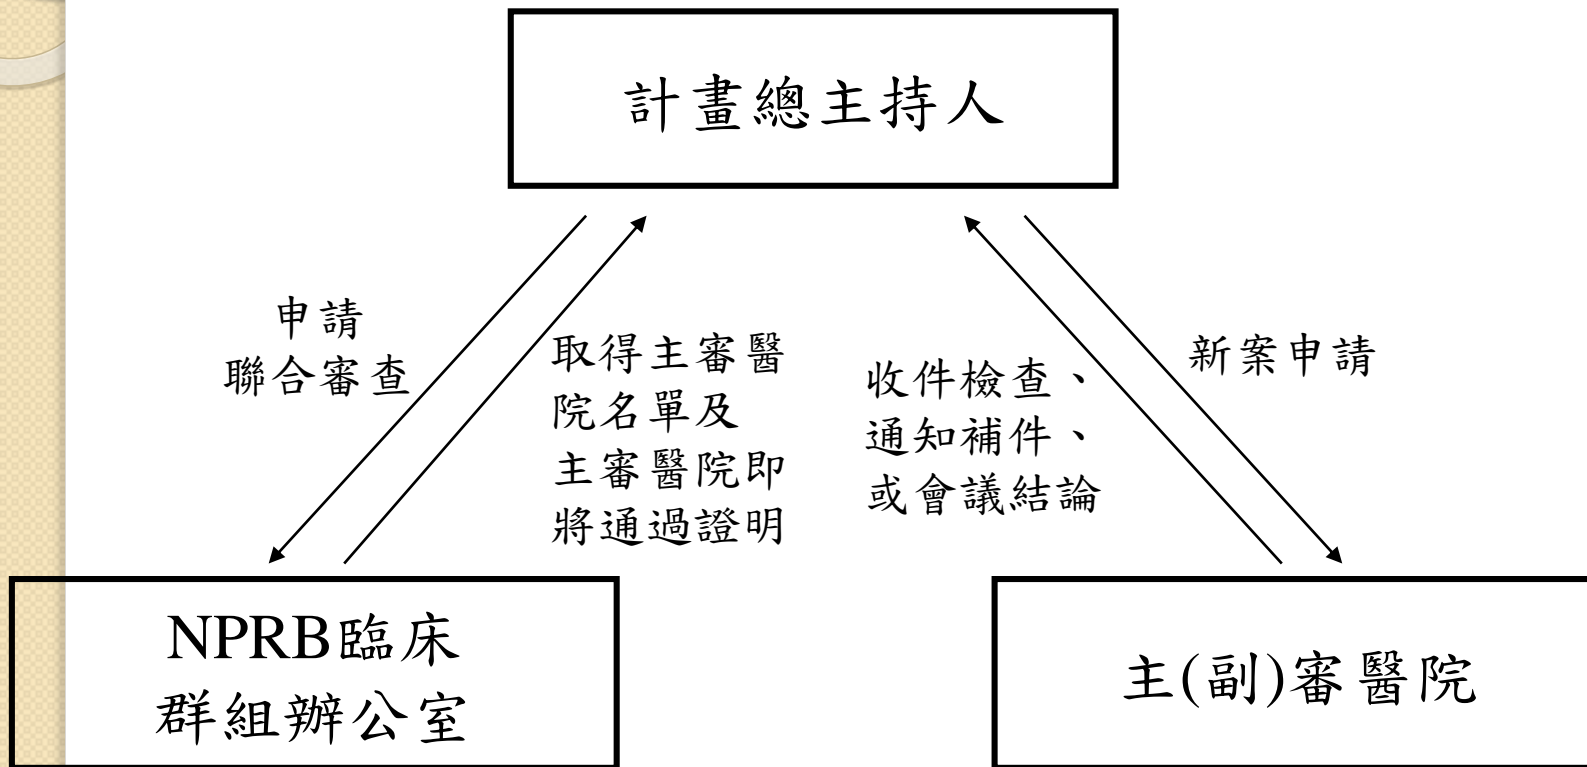 計畫總主持人
申請
聯合審查
取得主審醫
院名單及
主審醫院即
將通過證明
收件檢查、
通知補件、
或會議結論
新案申請
NPRB臨床
群組辦公室
主(副)審醫院